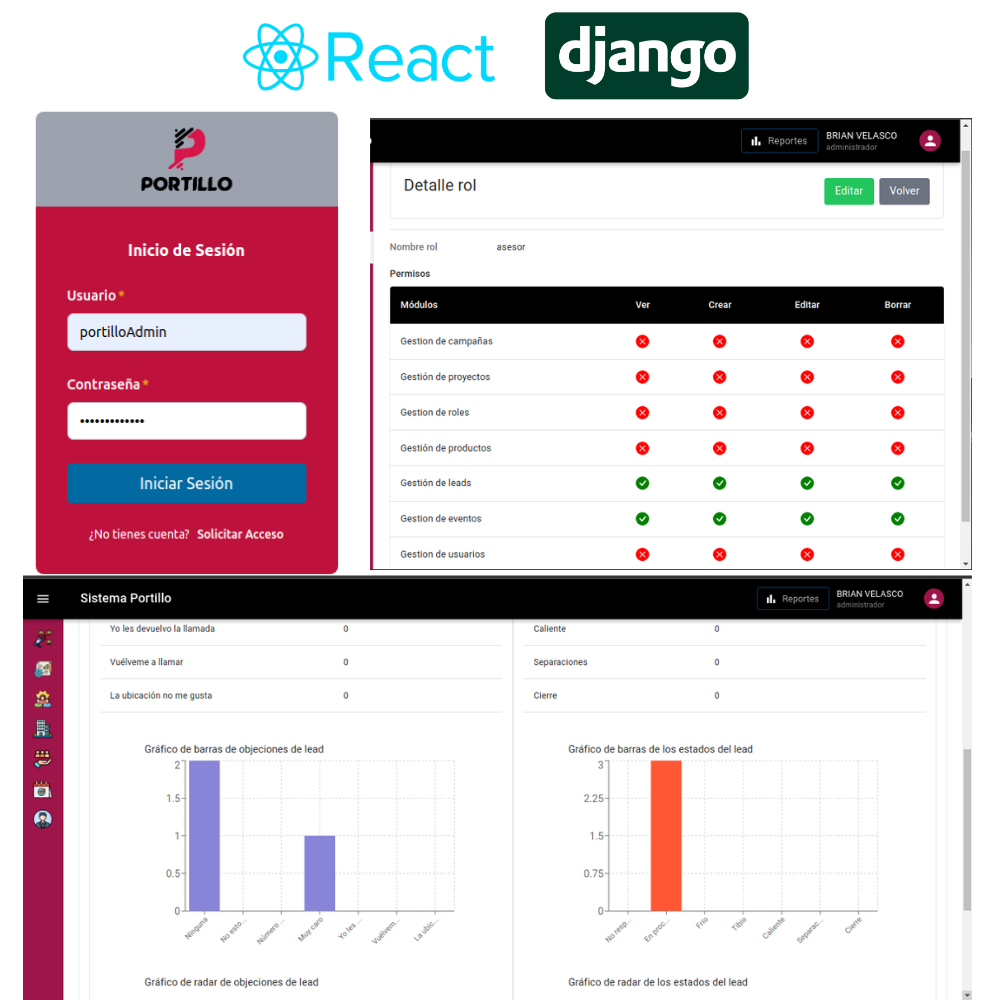 React
django
PORTILLO
Inicio de Sesión
Usuario *
portilloAdmin
Contraseña *
•••••••••••••
Iniciar Sesión
¿No tienes cuenta? Solicitar Acceso
Reportes
BRIAN VELASCO
administrador
Detalle rol
Editar
Volver
Nombre rol
asesor
Permisos
Módulos Ver Crear Editar Borrar
Gestion de campañas
Gestión de proyectos
Gestion de roles
Gestión de productos
Gestión de leads
Gestion de eventos
Gestion de usuarios
Sistema Portillo
Reportes
BRIAN VELASCO
administrador
Yo les devuelvo la llamada 0
Vuélveme a llamar 0
La ubicación no me gusta 0
Caliente 0
Separaciones 0
Cierre 0
Gráfico de barras de objeciones de lead
2
1.5
1
0.5
0
Ninguna
No esto...
Número ...
Muy caro
Yo les ...
Vuélvem...
La ubic...
Gráfico de barras de los estados del lead
3
2.25
1.5
0.75
0
No resp...
En proc...
Frio
Tibio
Caliente
Separac...
Cierre
Gráfico de radar de objeciones de lead
Gráfico de radar de los estados del lead